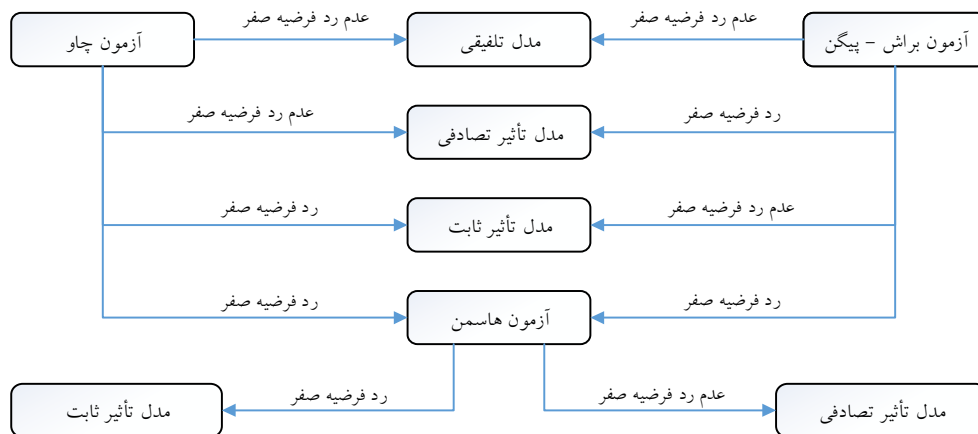 آزمون براش – پیگن
عدم رد فرضیه صفر
مدل تلفیقی
عدم رد فرضیه صفر
آزمون چاو
رد فرضیه صفر
مدل تأثیر تصادفی
عدم رد فرضیه صفر
عدم رد فرضیه صفر
مدل تأثیر ثابت
رد فرضیه صفر
رد فرضیه صفر
آزمون هاسمن
رد فرضیه صفر
مدل تأثیر تصادفی
عدم رد فرضیه صفر
رد فرضیه صفر
مدل تأثیر ثابت